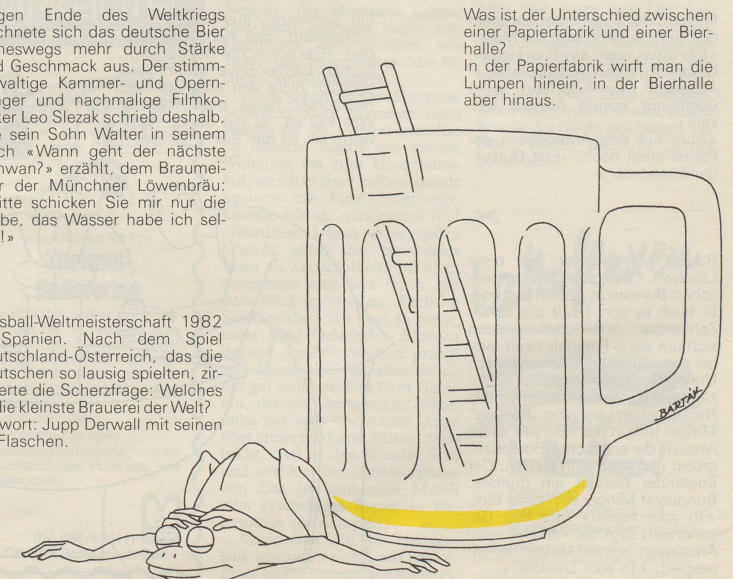 gen Ende des Weltkriegs
chnete sich das deutsche Bier
neswegs mehr durch Stärke
d Geschmack aus. Der stimm-
waltige Kammer- und Opern-
nger und nachmalige Filmko-
ker Leo Slezak schrieb deshalb,
e sein Sohn Walter in seinem
ch «Wann geht der nächste
hwan?» erzählt, dem Braumei-
r der Münchner Löwenbräu:
itte schicken Sie mir nur die
be, das Wasser habe ich sel-
!»
sball-Weltmeisterschaft 1982
Spanien. Nach dem Spiel
utschland-Österreich, das die
utschen so lausig spielten, zir-
erte die Scherzfrage: Welches
die kleinste Brauerei der Welt?
wort: Jupp Derwall mit seinen
Flaschen.
Was ist der Unterschied zwischen
einer Papierfabrik und einer Bier-
halle?
In der Papierfabrik wirft man die
Lumpen hinein, in der Bierhalle
aber hinaus.
BARTÁK